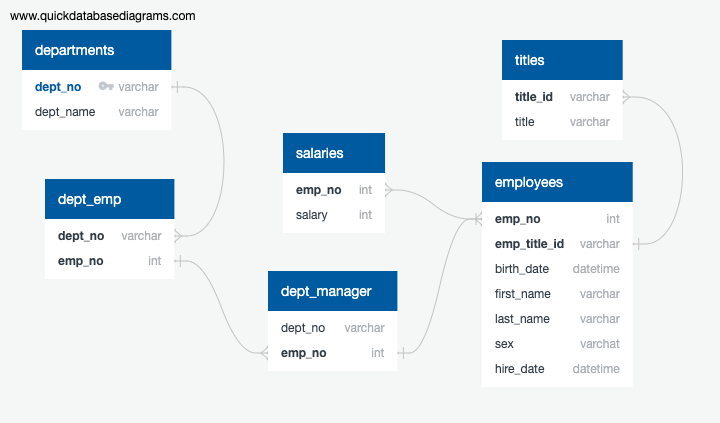 www.quickdatabasediagrams.com
departments
dept_no varchar
dept_name varchar
titles
title_id varchar
title varchar
salaries
emp_no int
salary int
employees
emp_no int
emp_title_id varchar
birth_date datetime
first_name varchar
last_name varchar
sex varchat
hire_date datetime
dept_emp
dept_no varchar
emp_no int
dept_manager
dept_no varchar
emp_no int